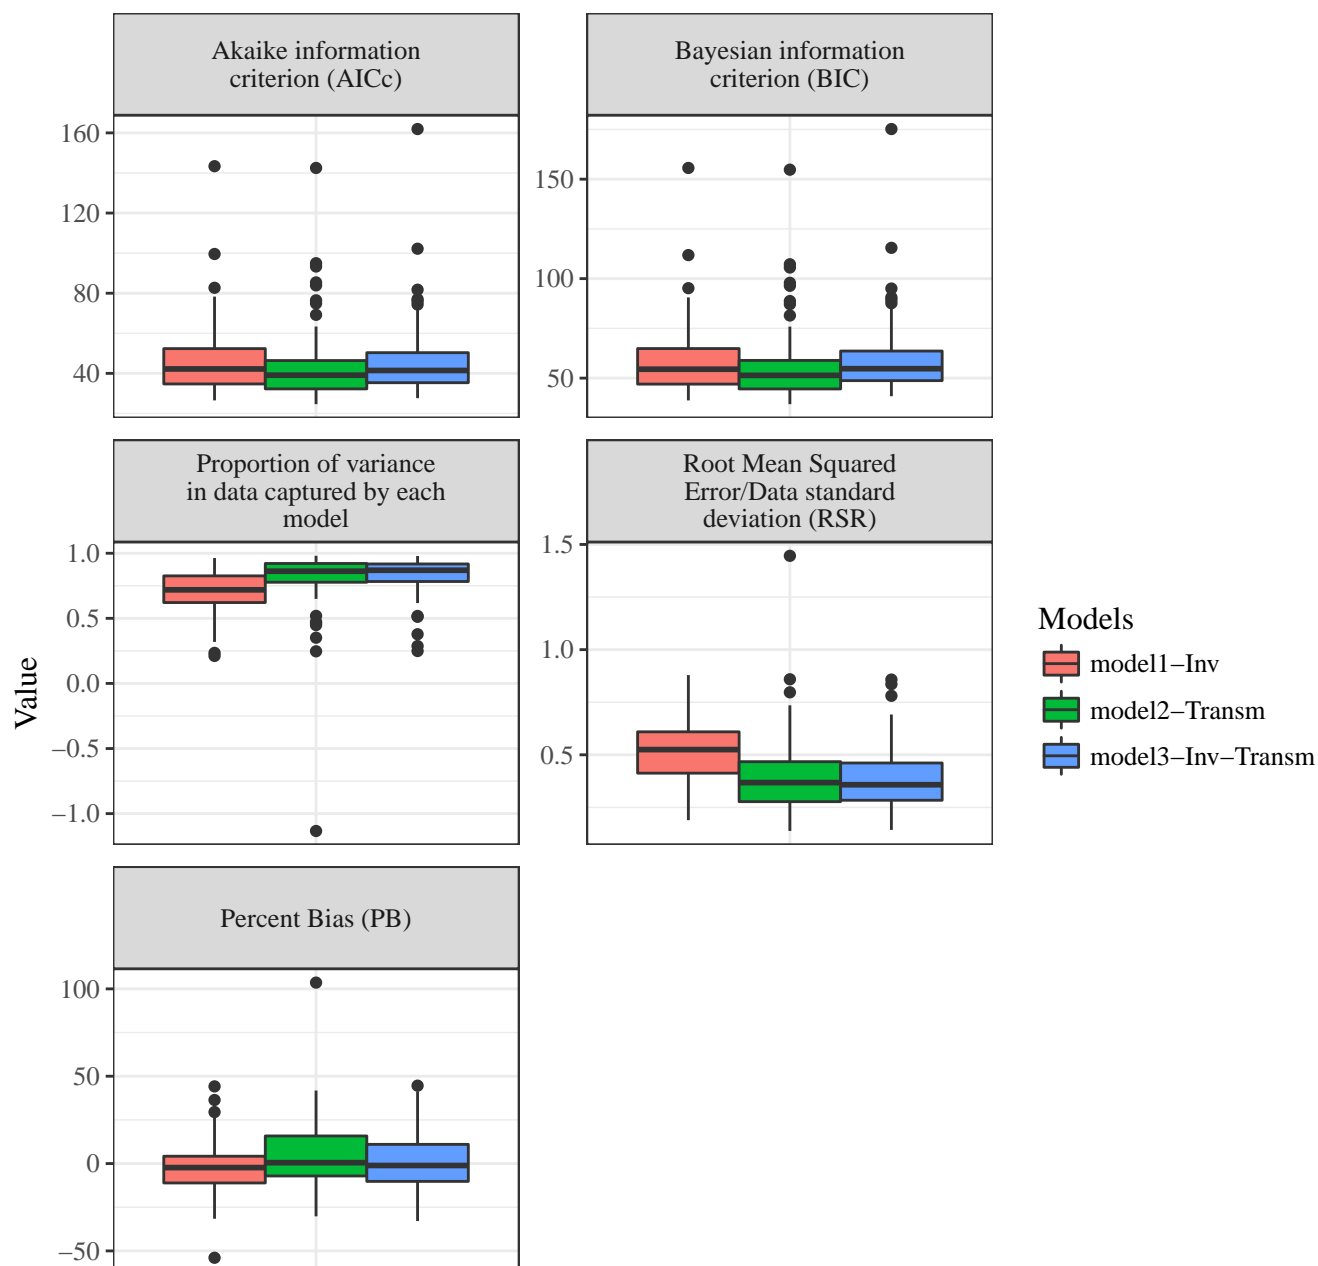 Akaike information
criterion (AICc)
Bayesian information
criterion (BIC)
160
120
80
40
150
100
50
Proportion of variance
in data captured by each
model
Root Mean Squared
Error/Data standard
deviation (RSR)
1.0
0.5
0.0
−0.5
−1.0
1.5
1.0
0.5
Value
Models
model1−Inv
model2−Transm
model3−Inv−Transm
Percent Bias (PB)
100
50
0
−50